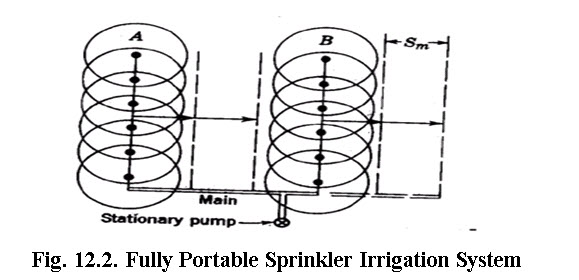 A
B
Sm
Main
Stationary pump
Fig. 12.2. Fully Portable Sprinkler Irrigation System